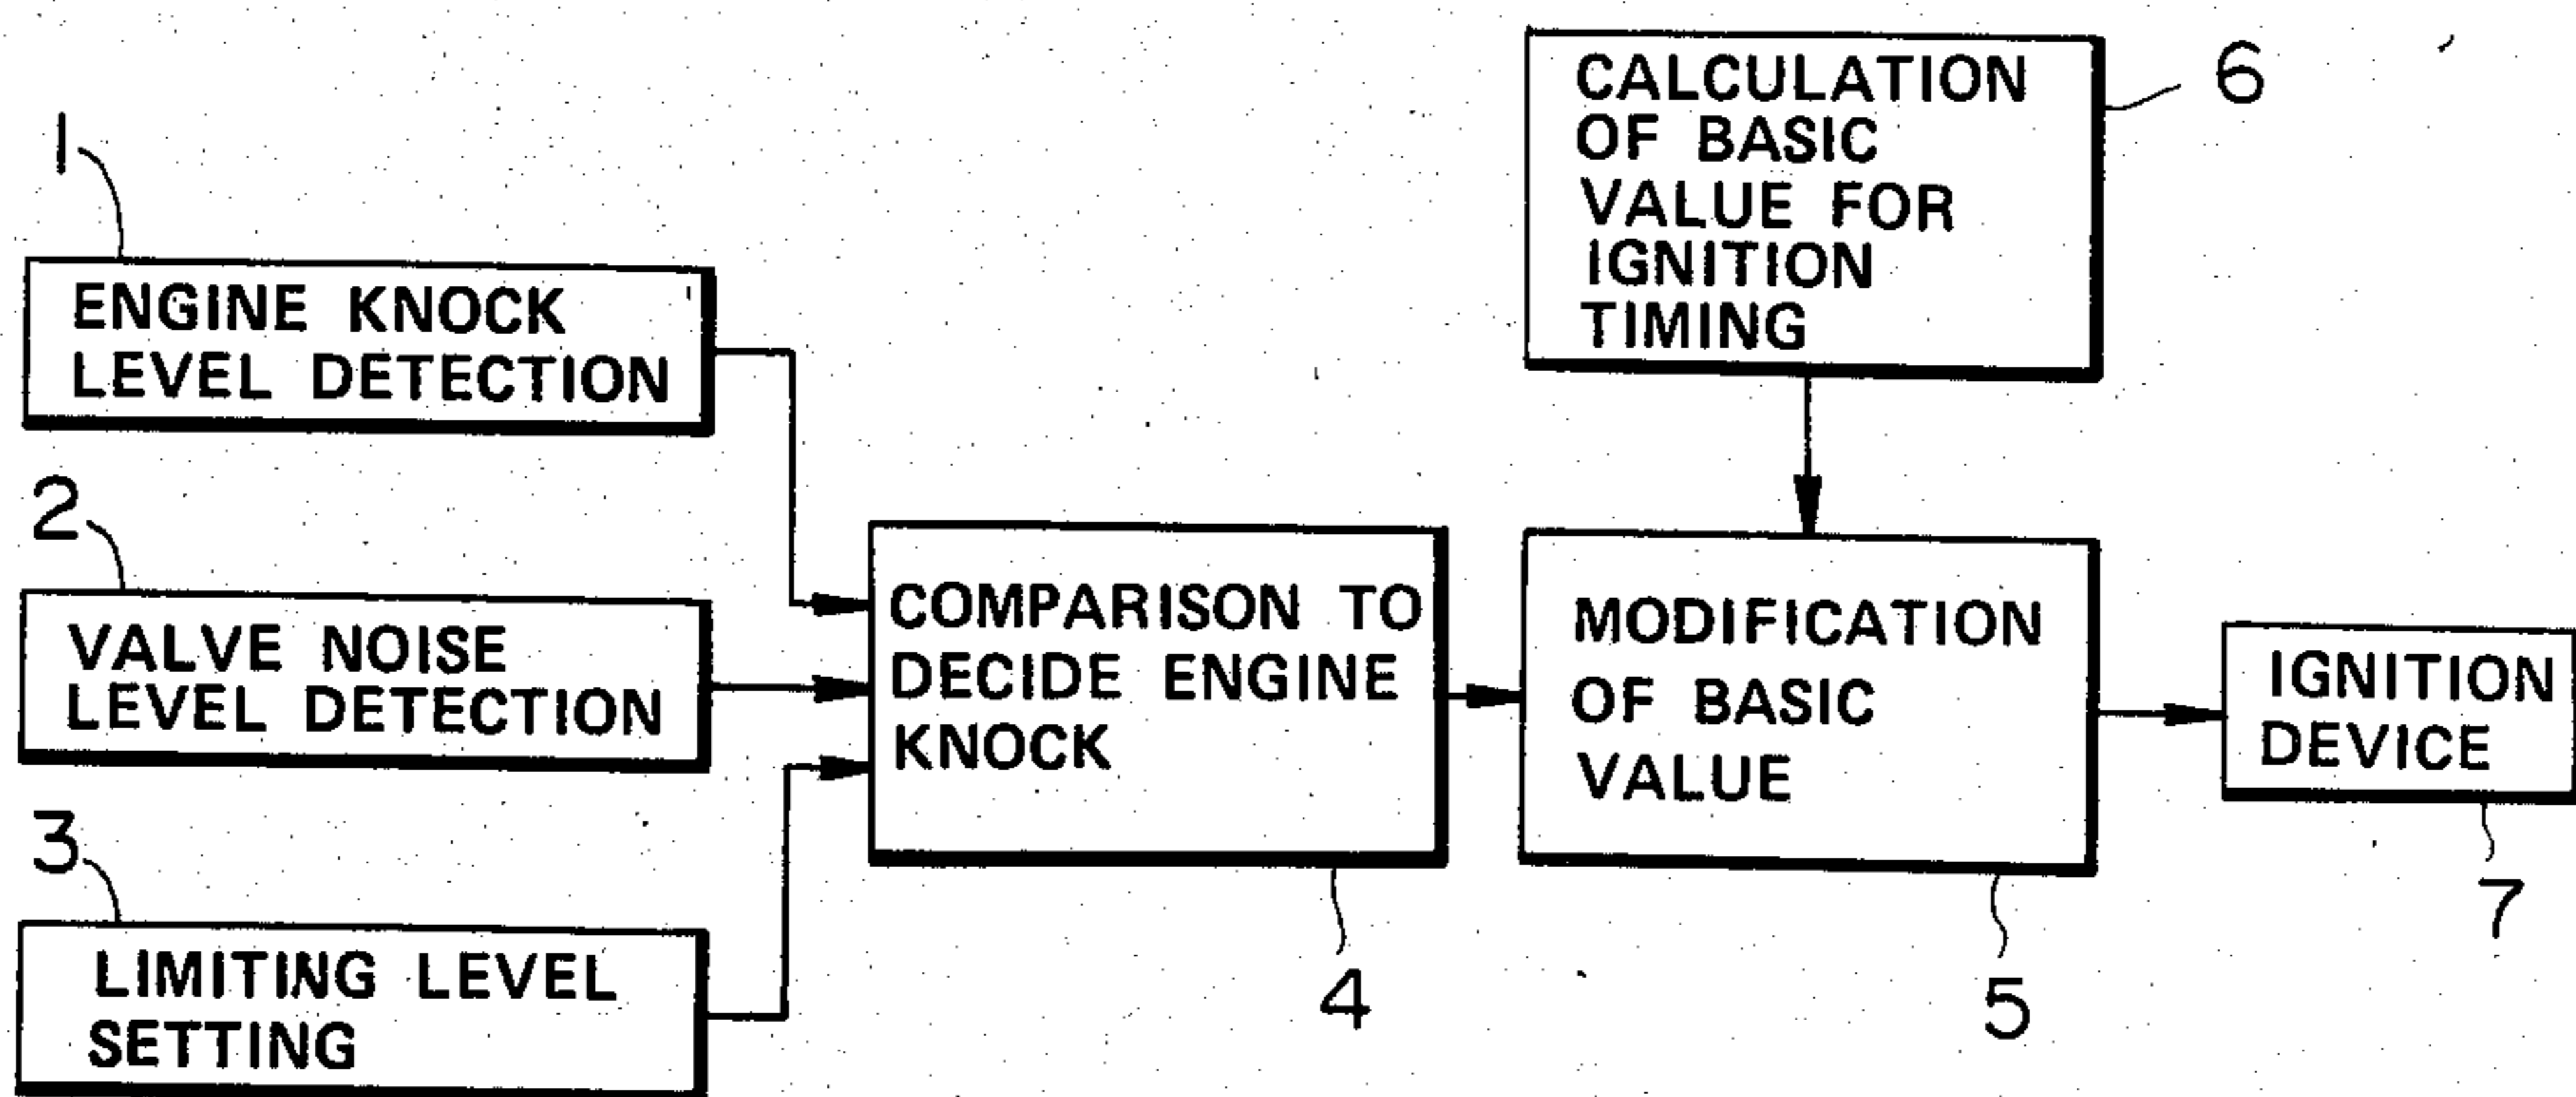 1
ENGINE KNOCK
LEVEL DETECTION
2
VALVE NOISE
LEVEL DETECTION
3
LIMITING LEVEL
SETTING
COMPARISON TO
DECIDE ENGINE
KNOCK
4
CALCULATION
OF BASIC
VALUE FOR
IGNITION
TIMING
6
MODIFICATION
OF BASIC
VALUE
5
IGNITION
DEVICE
7